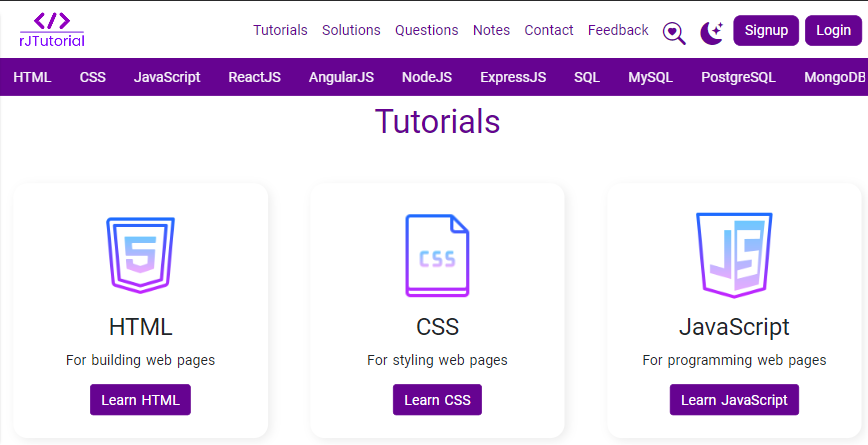 </>
rJTutorial
Tutorials Solutions Questions Notes Contact Feedback Signup Login
HTML CSS JavaScript ReactJS AngularJS NodeJS ExpressJS SQL MySQL PostgreSQL MongoDB
Tutorials
5 CSS JS
HTML CSS JavaScript
For building web pages For styling web pages For programming web pages
Learn HTML Learn CSS Learn JavaScript